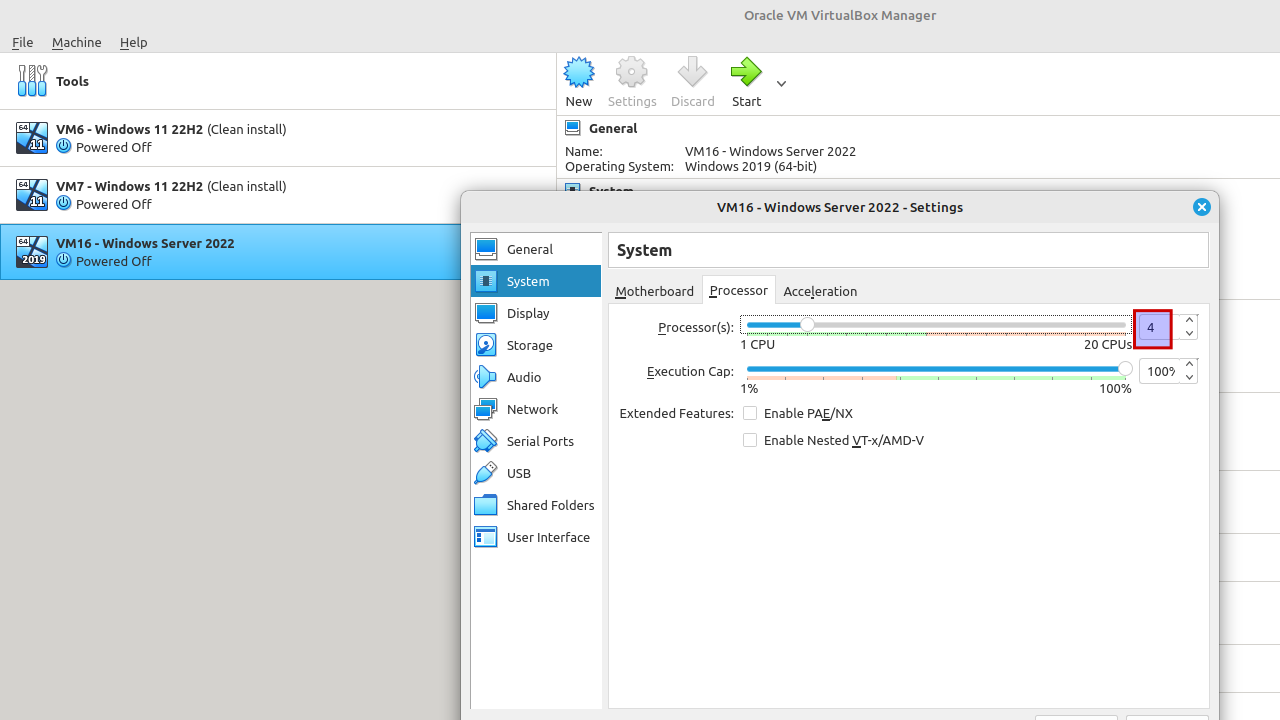 Oracle VM VirtualBox Manager
File Machine Help
Tools
New Settings Discard Start
VM6 - Windows 11 22H2 (Clean install)
Powered Off
64 11
VM7 - Windows 11 22H2 (Clean install)
Powered Off
64 11
VM16 - Windows Server 2022
Powered Off
64 2019
General
Name: VM16 - Windows Server 2022
Operating System: Windows 2019 (64-bit)
System
VM16 - Windows Server 2022 - Settings
General
System
Display
Storage
Audio
Network
Serial Ports
USB
Shared Folders
User Interface
System
Motherboard Processor Acceleration
Processor(s): 4
1 CPU 20 CPUs
Execution Cap: 100%
1% 100%
Extended Features: Enable PAE/NX
Enable Nested VT-x/AMD-V